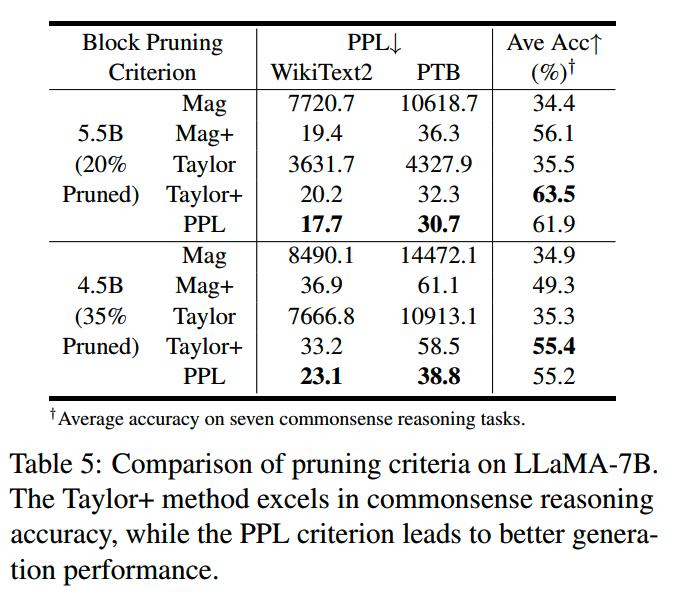 Block Pruning PPL↓ Ave Acc↑
Criterion WikiText2 PTB (%)†
Mag 7720.7 10618.7 34.4
5.5B Mag+ 19.4 36.3 56.1
(20% Taylor 3631.7 4327.9 35.5
Pruned) Taylor+ 20.2 32.3 63.5
PPL 17.7 30.7 61.9
Mag 8490.1 14472.1 34.9
4.5B Mag+ 36.9 61.1 49.3
(35% Taylor 7666.8 10913.1 35.3
Pruned) Taylor+ 33.2 58.5 55.4
PPL 23.1 38.8 55.2
†Average accuracy on seven commonsense reasoning tasks.
Table 5: Comparison of pruning criteria on LLaMA-7B.
The Taylor+ method excels in commonsense reasoning
accuracy, while the PPL criterion leads to better genera-
tion performance.